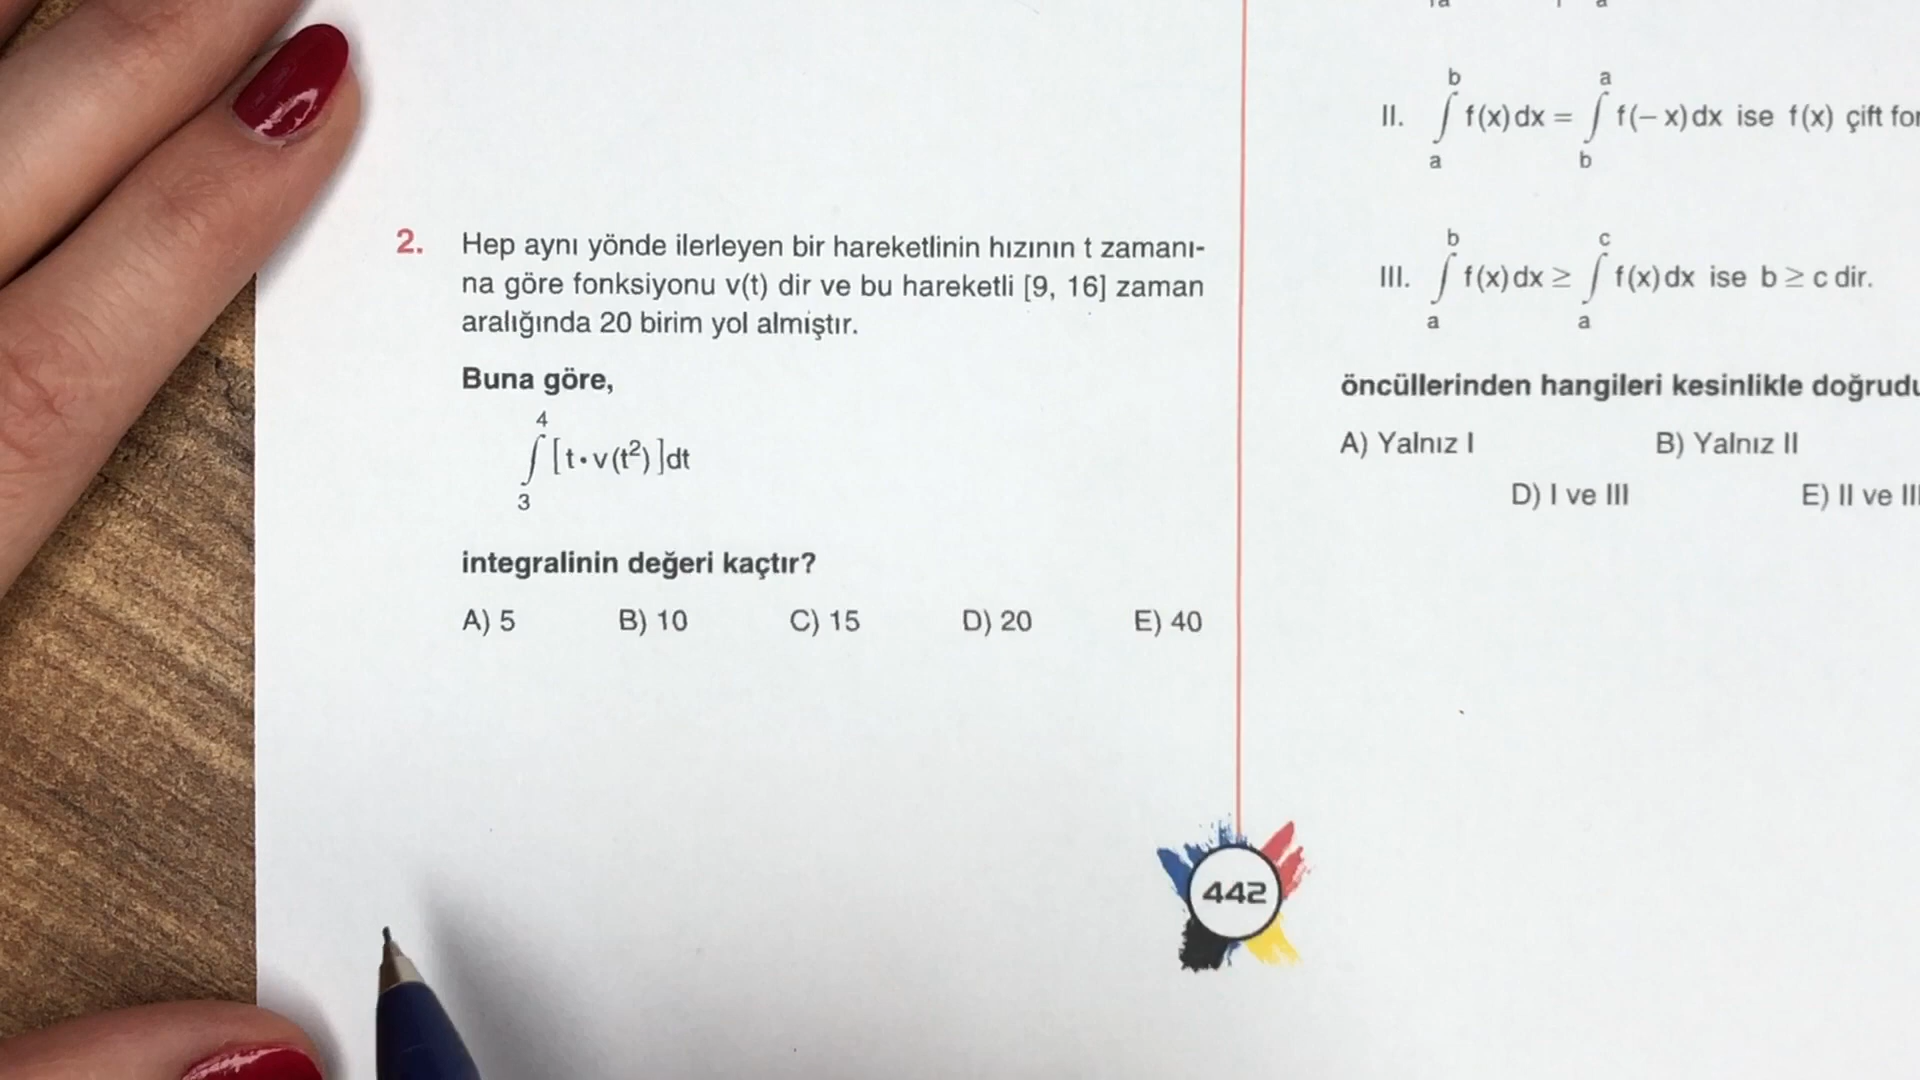 2. Hep aynı yönde ilerleyen bir hareketlinin hızının t zamanı-
na göre fonksiyonu v(t) dir ve bu hareketli [9, 16] zaman
aralığında 20 birim yol almiştır.
Buna göre,
4
∫ [t·v(t²)]dt
3
integralinin değeri kaçtır?
A) 5 B) 10 C) 15 D) 20 E) 40
442
b a
II. ∫ f(x)dx = ∫ f(−x)dx ise f(x) çift
a b
b c
III. ∫ f(x)dx ≥ ∫ f(x)dx ise b ≥ c dir.
a a
öncüllerinden hangileri kesinlikle
A) Yalnız I B) Yalnız II
D) I ve III E) II ve III